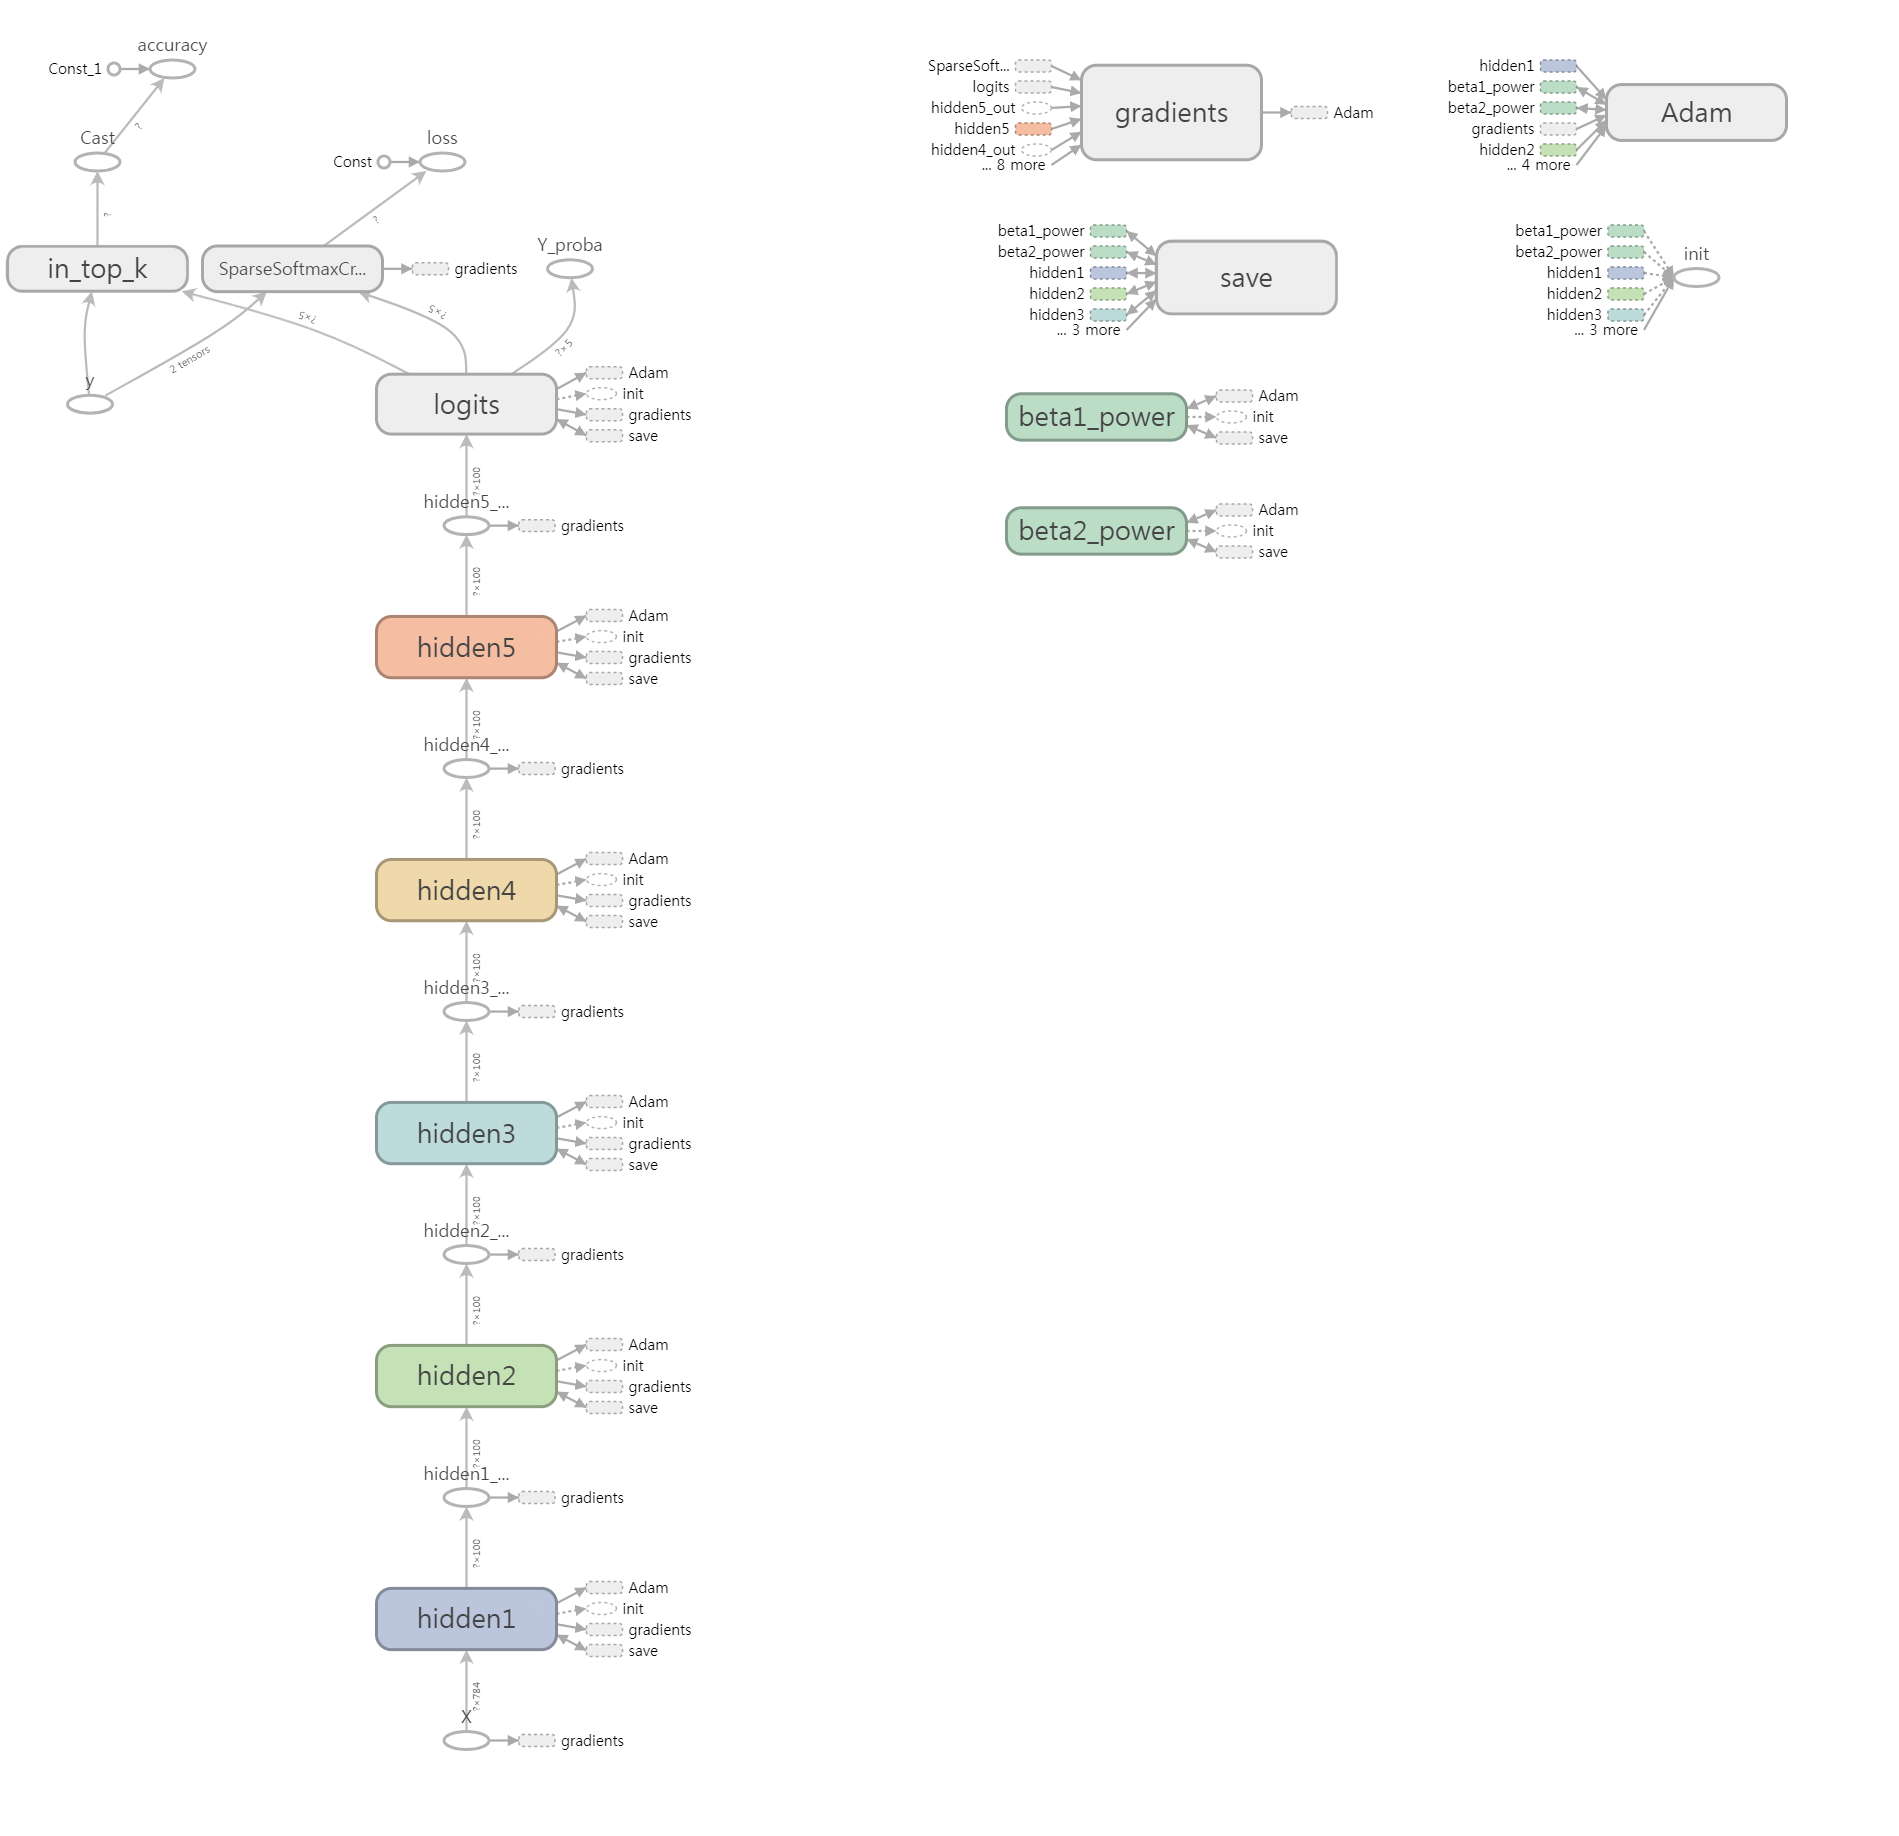 accuracy
Const_1
Cast
?
loss
Const
?
?
in_top_k
SparseSoftmaxCr...
gradients
Y_proba
?×5
?×5
?×5
2 tensors
y
logits
Adam
init
gradients
save
?×100
hidden5_...
gradients
?×100
hidden5
Adam
init
gradients
save
?×100
hidden4_...
gradients
?×100
hidden4
Adam
init
gradients
save
?×100
hidden3_...
gradients
?×100
hidden3
Adam
init
gradients
save
?×100
hidden2_...
gradients
?×100
hidden2
Adam
init
gradients
save
?×100
hidden1_...
gradients
?×100
hidden1
Adam
init
gradients
save
?×784
X
gradients
SparseSoft...
logits
hidden5_out
hidden5
hidden4_out
... 8 more
gradients
Adam
hidden1
beta1_power
beta2_power
gradients
hidden2
... 4 more
Adam
beta1_power
beta2_power
hidden1
hidden2
hidden3
... 3 more
save
beta1_power
beta2_power
hidden1
hidden2
hidden3
... 3 more
init
beta1_power
Adam
init
save
beta2_power
Adam
init
save